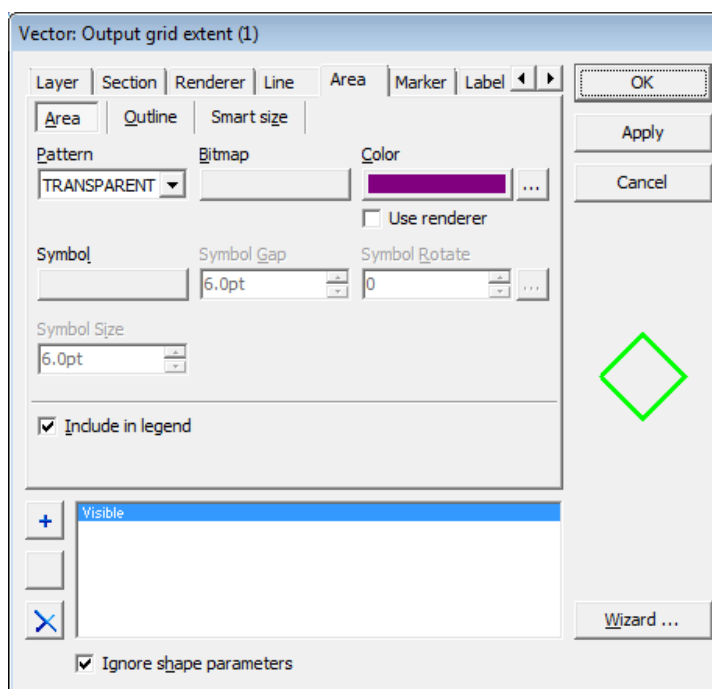 Vector: Output grid extent (1)
Layer Section Renderer Line Area Marker Label
OK
Area Outline Smart size
Apply
Pattern Bitmap Color
TRANSPARENT ...
Cancel
Use renderer
Symbol Symbol Gap Symbol Rotate
6.0pt 0 ...
Symbol Size
6.0pt
Include in legend
+ Visible
Wizard ...
Ignore shape parameters